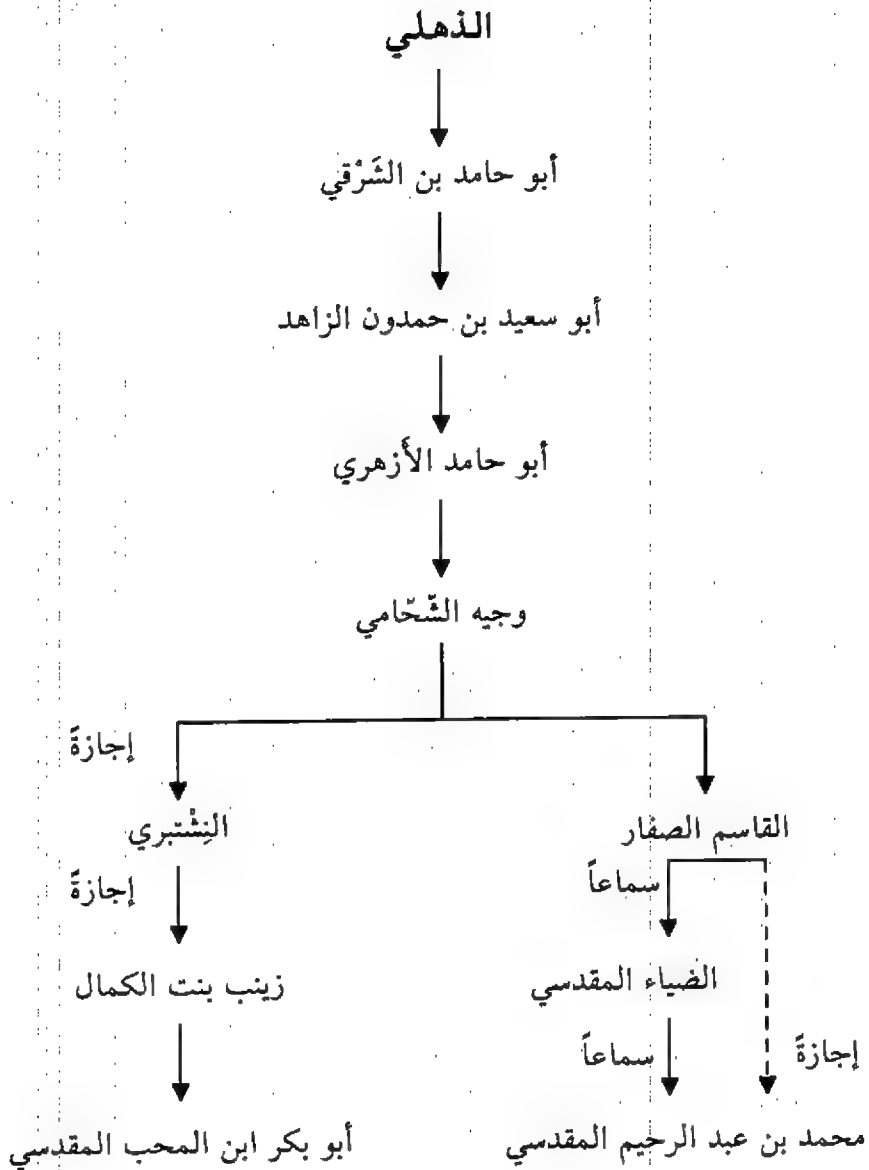 الذهلي
أبو حامد بن الشَرْقي
أبو سعيد بن حمدون الزاهد
أبو حامد الأزهري
وجيه الشّحّامي
إجازةً
القاسم الصفار
النِشْتبري
سماعاً
إجازةً
الضياء المقدسي
زينب بنت الكمال
سماعاً
إجازةً
محمد بن عبد الرحيم المقدسي
أبو بكر ابن المحب المقدسي